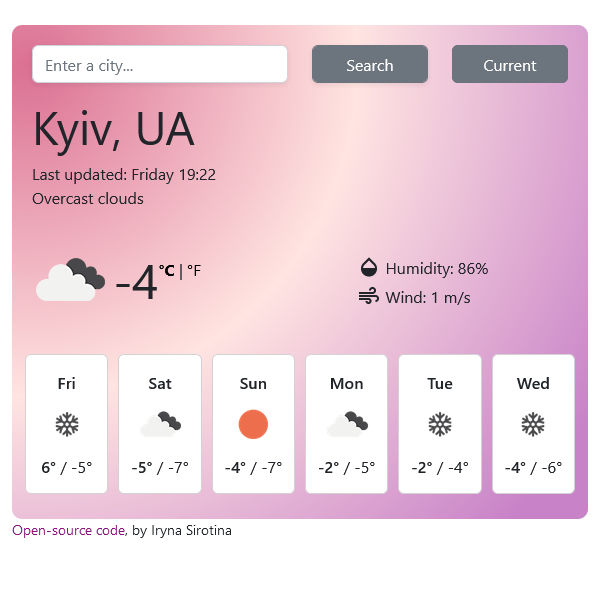 Enter a city... Search Current
Kyiv, UA
Last updated: Friday 19:22
Overcast clouds
-4 °C | °F
Humidity: 86%
Wind: 1 m/s
Fri Sat Sun Mon Tue Wed
6° / -5° -5° / -7° -4° / -7° -2° / -5° -2° / -4° -4° / -6°
Open-source code, by Iryna Sirotina